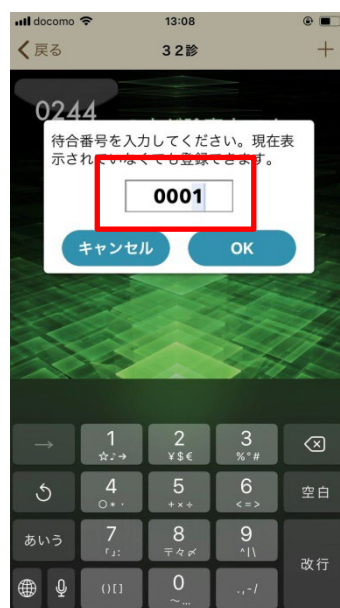 docomo 13:08
戻る 32診 +
0244
待合番号を入力してください。現在表
示されていなくても登録できます。
0001
キャンセル OK
→ 1 2 3
☆♪→ ¥$€ %°#
4 5 6 空白
○*・ +×÷ <=>
あいう 7 8 9
「」: 〒々〆 ^|\
改行
()[] 0 .,-/
~…